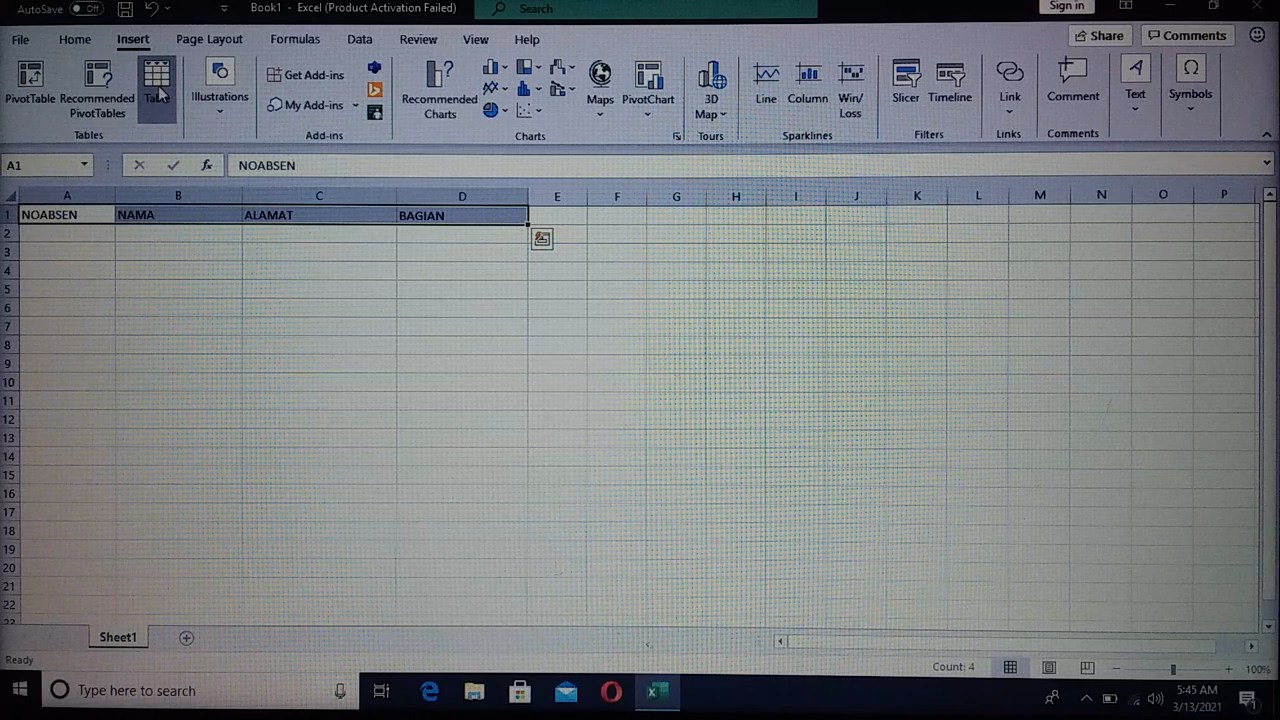 AutoSave Off Book1 - Excel (Product Activation Failed) Search Sign in
File Home Insert Page Layout Formulas Data Review View Help Share Comments
PivotTable Recommended PivotTables Table Illustrations Get Add-ins My Add-ins Recommended Charts Maps PivotChart 3D Map Line Column Win/Loss Slicer Timeline Link Comment Text Symbols
Tables Add-ins Charts Tours Sparklines Filters Links Comments
A1 fx NOABSEN
A B C D E F G H I J K L M N O P
1 NOABSEN NAMA ALAMAT BAGIAN
2
3
4
5
6
7
8
9
10
11
12
13
14
15
16
17
18
19
20
21
22
23
Sheet1
Ready Count: 4 100%
Type here to search 5:45 AM
3/13/2021 1